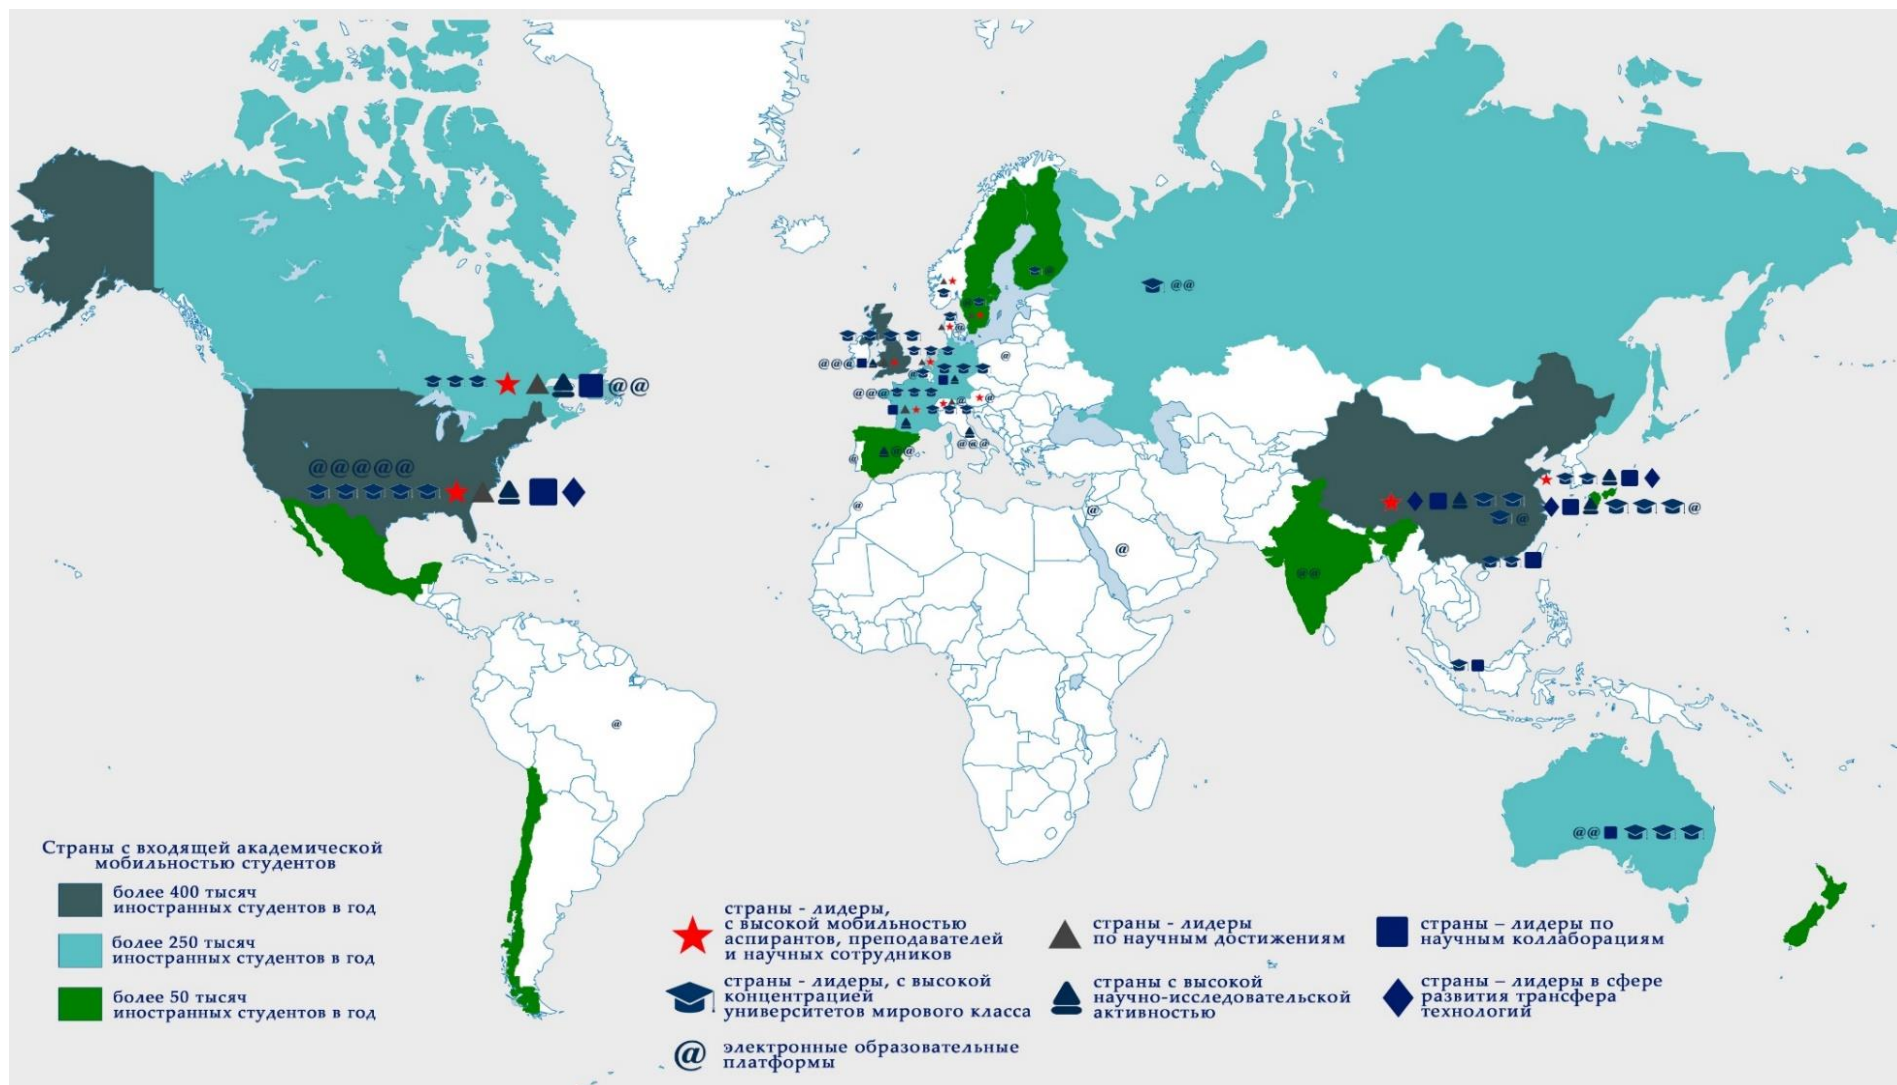 Страны с входящей академической
мобильностью студентов
более 400 тысяч
иностранных студентов в год
более 250 тысяч
иностранных студентов в год
более 50 тысяч
иностранных студентов в год
страны - лидеры,
с высокой мобильностью
аспирантов, преподавателей
и научных сотрудников
страны - лидеры, с высокой
концентрацией
университетов мирового класса
@ электронные образовательные
платформы
страны - лидеры
по научным достижениям
страны с высокой
научно-исследовательской
активностью
страны – лидеры по
научным коллаборациям
страны – лидеры в сфере
развития трансфера
технологий